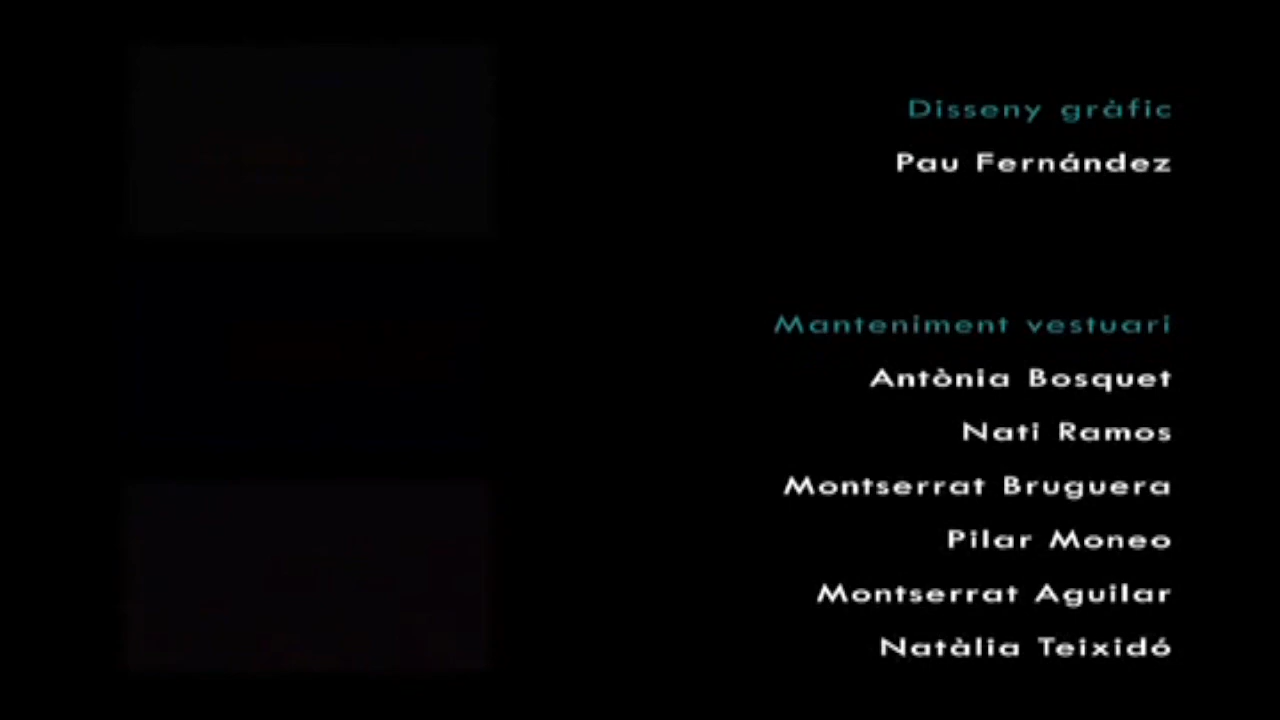 Disseny gràfic
Pau Fernández
Manteniment vestuari
Antònia Bosquet
Nati Ramos
Montserrat Bruguera
Pilar Moneo
Montserrat Aguilar
Natàlia Teixidó